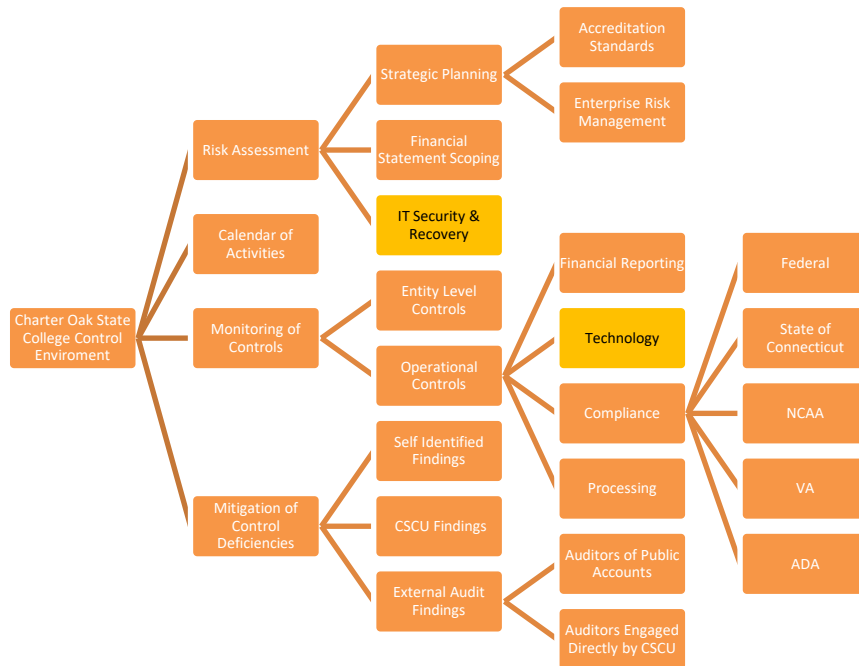 Accreditation
Standards
Strategic Planning
Enterprise Risk
Management
Risk Assessment
Financial
Statement Scoping
IT Security &
Recovery
Calendar of
Activities
Financial Reporting
Federal
Entity Level
Controls
Charter Oak State
College Control
Enviroment
Monitoring of
Controls
Technology
State of
Connecticut
Operational
Controls
Compliance
NCAA
Self Identified
Findings
Processing
VA
Mitigation of
Control
Deficiencies
CSCU Findings
Auditors of Public
Accounts
ADA
External Audit
Findings
Auditors Engaged
Directly by CSCU